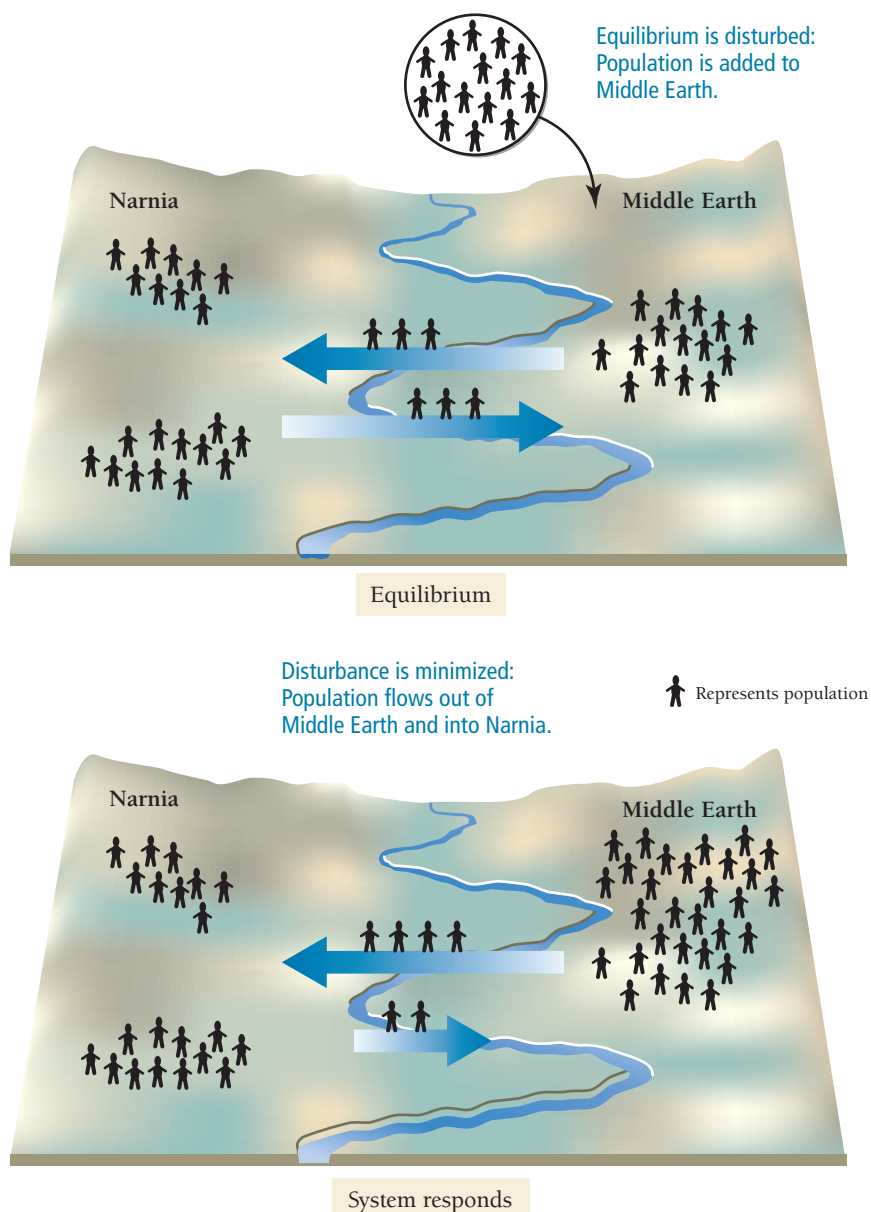 Equilibrium is disturbed:
Population is added to
Middle Earth.
Narnia
Middle Earth
Equilibrium
Disturbance is minimized:
Population flows out of
Middle Earth and into Narnia.
Represents population
Narnia
Middle Earth
System responds